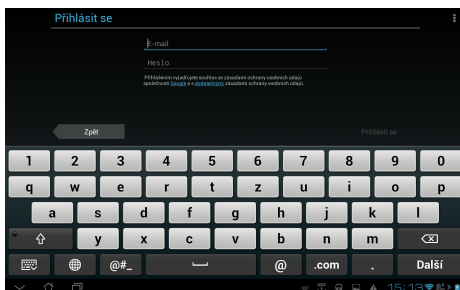 Přihlásit se
E-mail
Heslo
Přihlášením vyjadřujete souhlas se zásadami ochrany osobních údajů
společnosti Google a s dodatečnými zásadami ochrany osobních údajů.
Zpět
Přihlásit se
1 2 3 4 5 6 7 8 9 0
q w e r t z u i o p
a s d f g h j k l
y x c v b n m
@#_ @ .com . Další
15:13